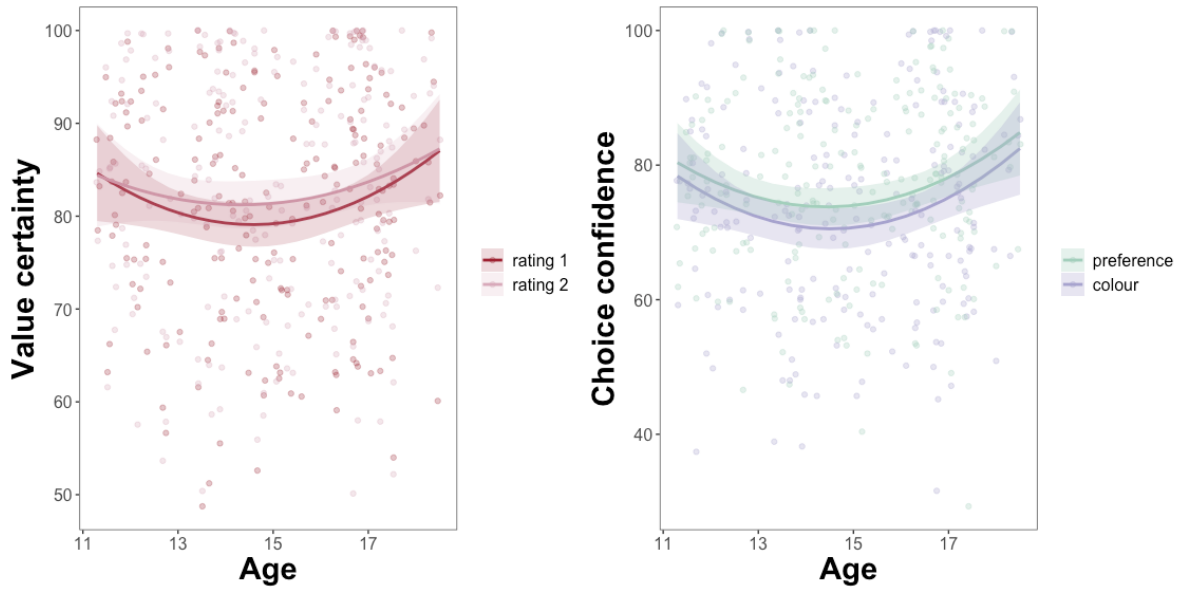 100
90
80
70
60
50
Value certainty
11
13
15
17
Age
rating 1
rating 2
100
80
60
40
Choice confidence
11
13
15
17
Age
preference
colour